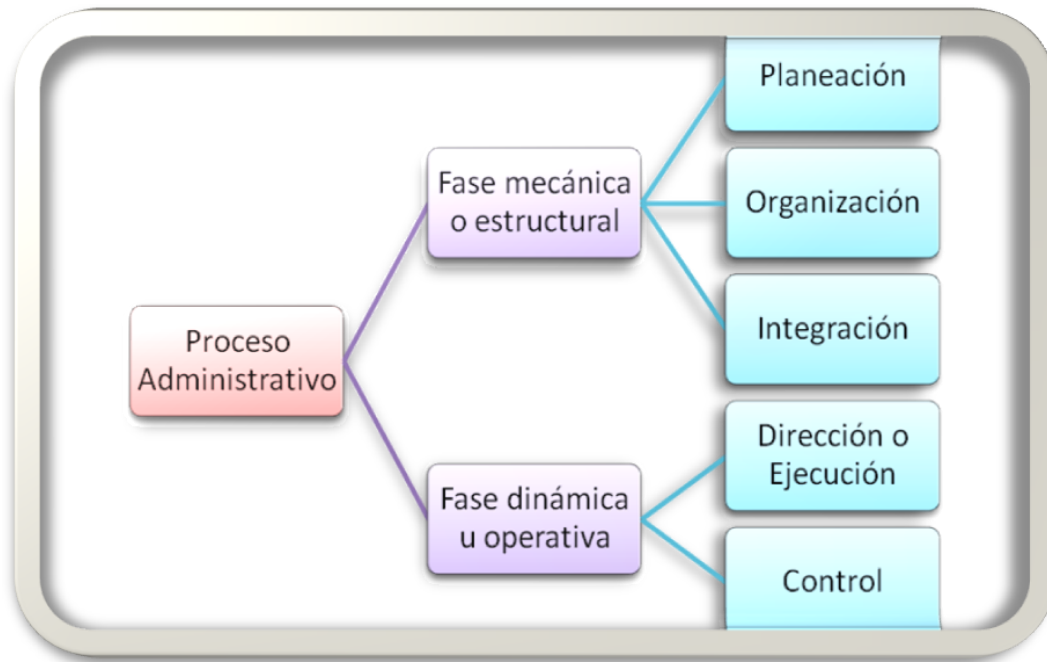 Proceso
Administrativo
Fase mecánica
o estructural
Planeación
Organización
Integración
Fase dinámica
u operativa
Dirección o
Ejecución
Control